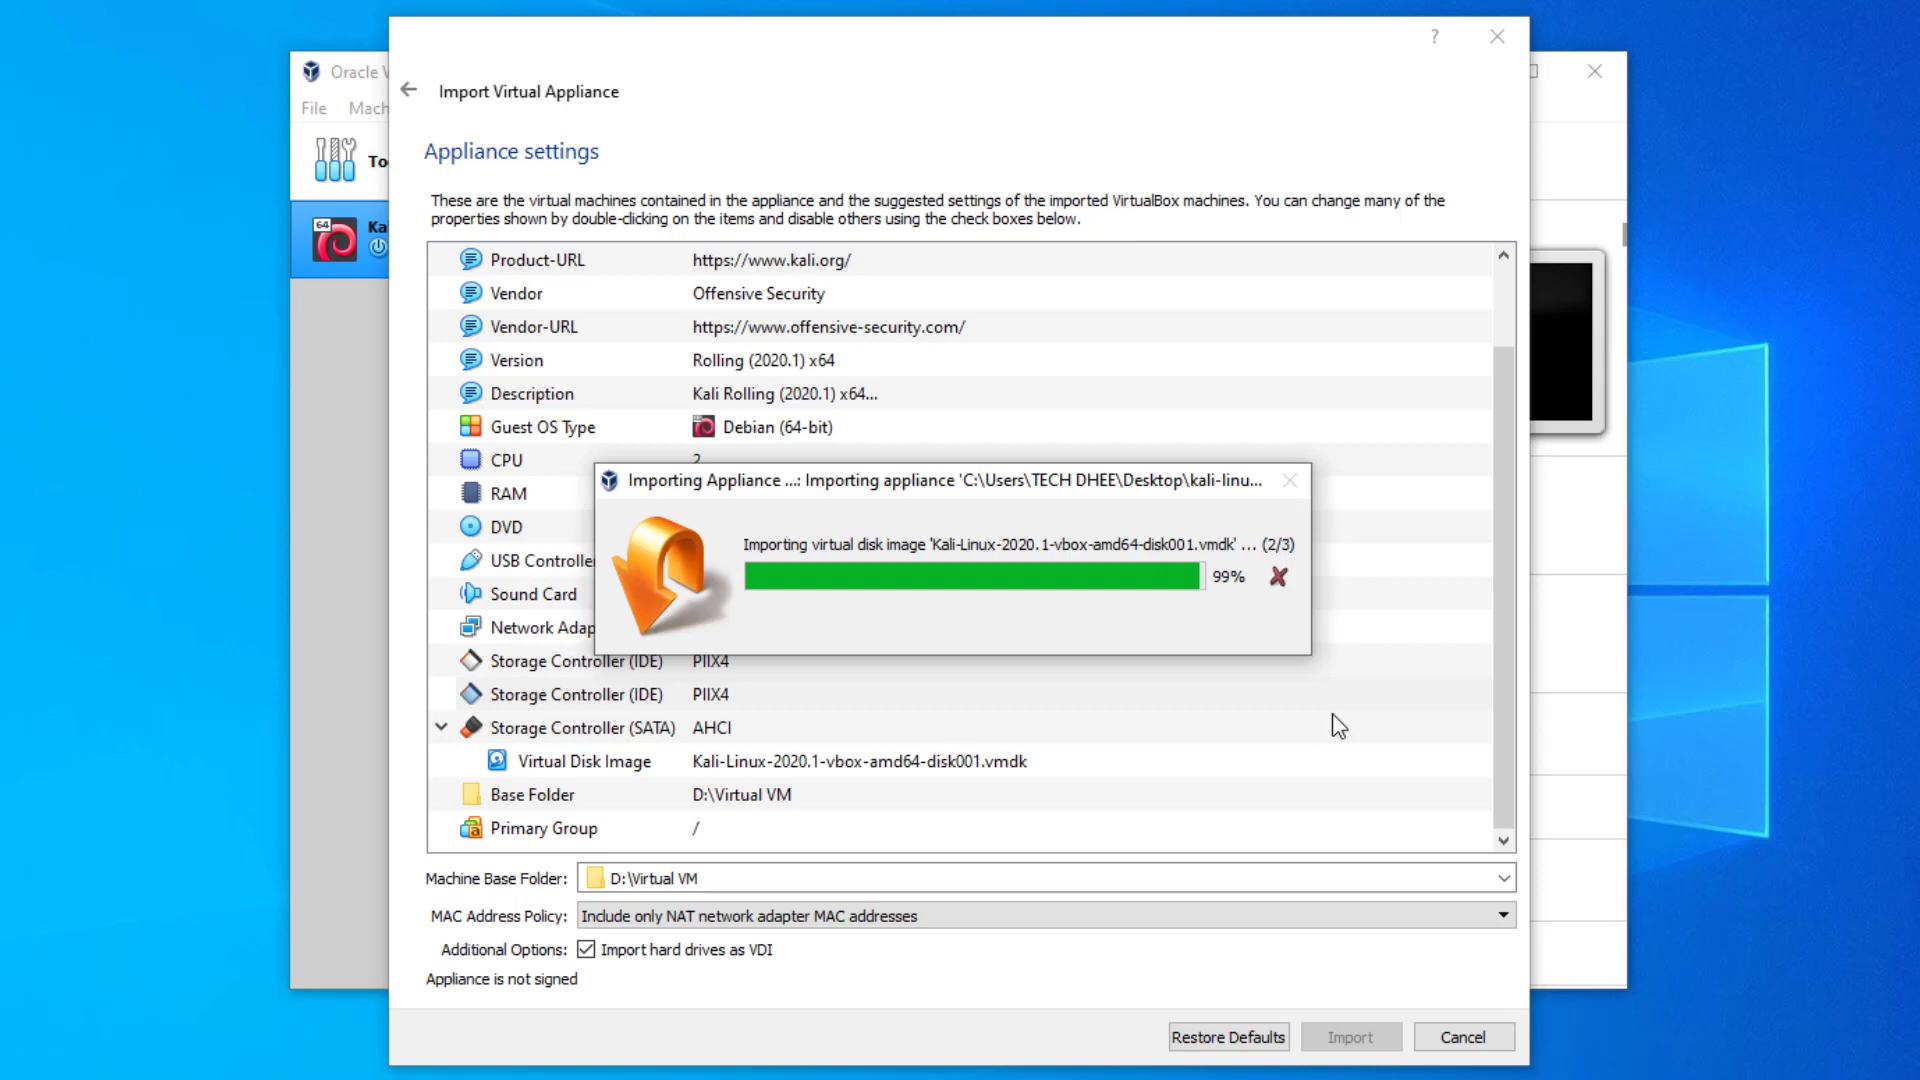 ?
Oracle V
Import Virtual Appliance
File Mach
Appliance settings
To
These are the virtual machines contained in the appliance and the suggested settings of the imported VirtualBox machines. You can change many of the
properties shown by double-clicking on the items and disable others using the check boxes below.
64
Ka
Product-URL https://www.kali.org/
Vendor Offensive Security
Vendor-URL https://www.offensive-security.com/
Version Rolling (2020.1) x64
Description Kali Rolling (2020.1) x64...
Guest OS Type Debian (64-bit)
CPU 2
Importing Appliance ...: Importing appliance 'C:\Users\TECH DHEE\Desktop\kali-linu...
RAM
DVD
Importing virtual disk image 'Kali-Linux-2020.1-vbox-amd64-disk001.vmdk' ... (2/3)
USB Controlle
99%
Sound Card
Network Adap
Storage Controller (IDE) PIIX4
Storage Controller (IDE) PIIX4
Storage Controller (SATA) AHCI
Virtual Disk Image Kali-Linux-2020.1-vbox-amd64-disk001.vmdk
Base Folder D:\Virtual VM
Primary Group /
Machine Base Folder: D:\Virtual VM
MAC Address Policy: Include only NAT network adapter MAC addresses
Additional Options: Import hard drives as VDI
Appliance is not signed
Restore Defaults Import Cancel